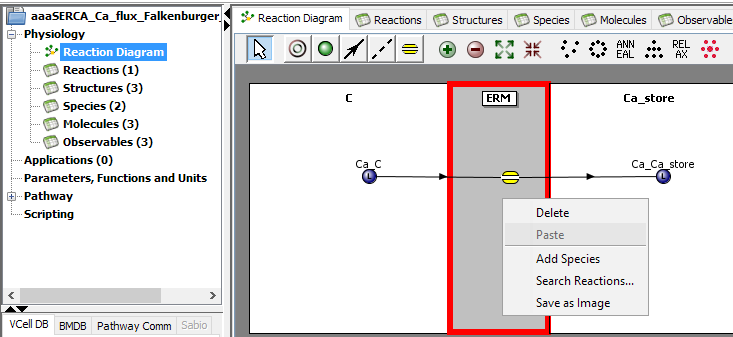 aaaSERCA_Ca_flux_Falkenburger_
Physiology
Reaction Diagram
Reactions (1)
Structures (3)
Species (2)
Molecules (3)
Observables (3)
Applications (0)
Parameters, Functions and Units
Pathway
Scripting
VCell DB BMDB Pathway Comm Sabio
Reaction Diagram Reactions Structures Species Molecules Observable
ANN EAL REL AX
C ERM Ca_store
Ca_C Ca_Ca_store
L L
Delete
Paste
Add Species
Search Reactions...
Save as Image